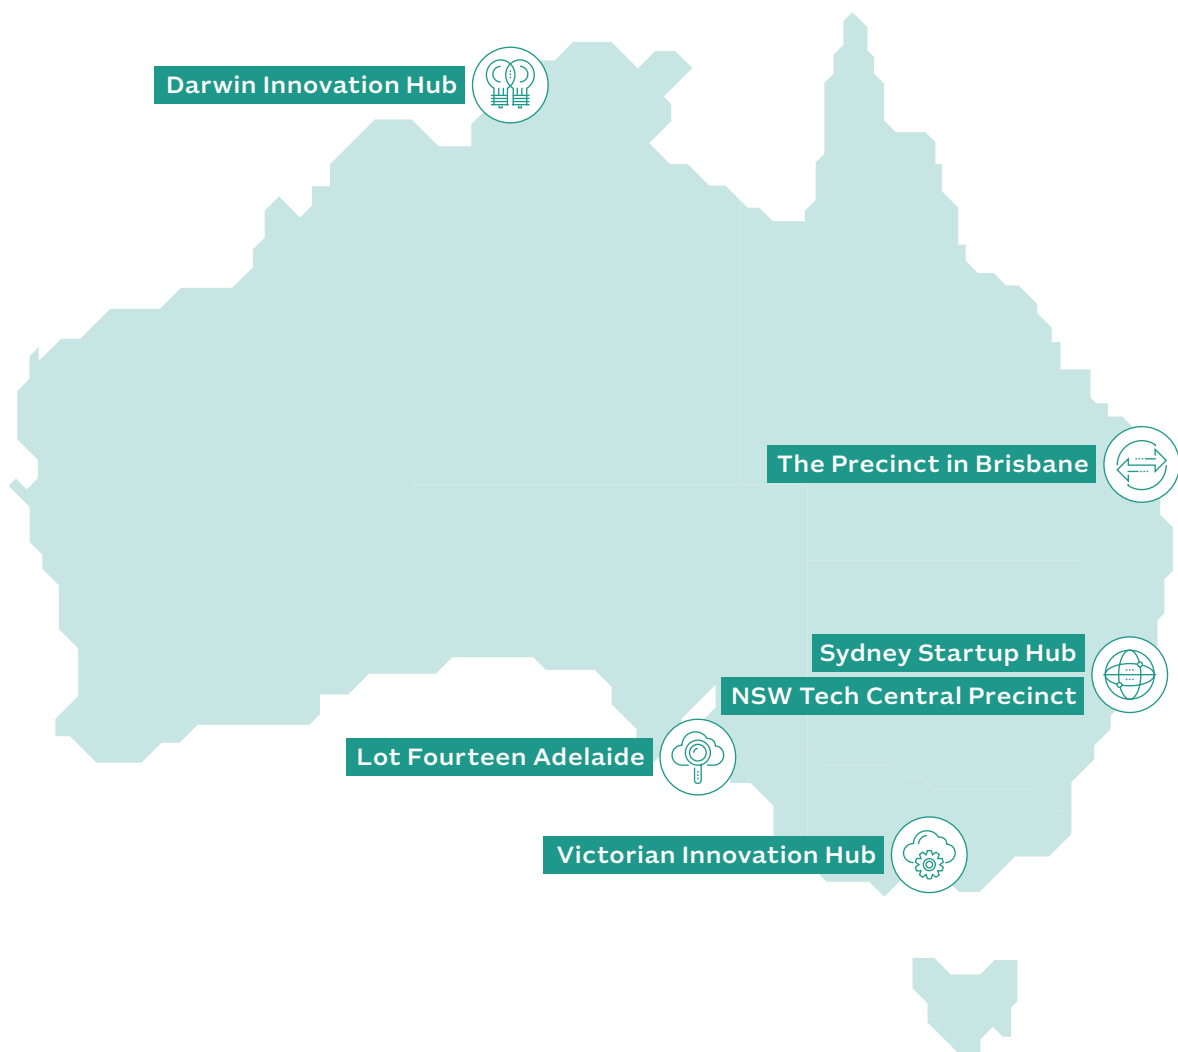 Darwin Innovation Hub
The Precinct in Brisbane
Sydney Startup Hub
NSW Tech Central Precinct
Lot Fourteen Adelaide
Victorian Innovation Hub